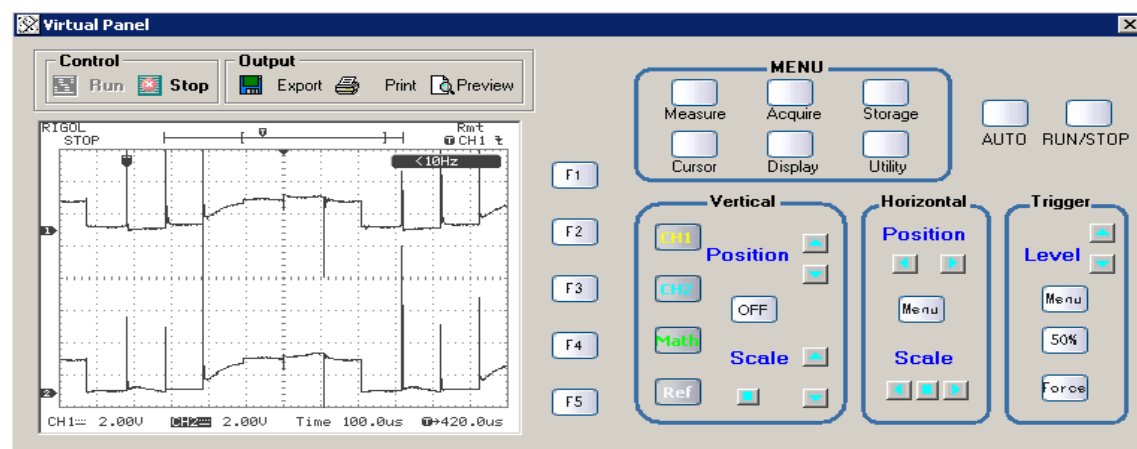 Virtual Panel
Control
Run Stop
Output
Export Print Preview
RIGOL
STOP
Rmt
CH1
<10Hz
1
2
CH1 2.00V CH2 2.00V Time 100.0us →420.0us
F1
F2
F3
F4
F5
MENU
Measure Acquire Storage
Cursor Display Utility
AUTO RUN/STOP
Vertical
CH1
Position
CH2
OFF
Math
Scale
Ref
Horizontal
Position
Menu
Scale
Trigger
Level
Menu
50%
Force